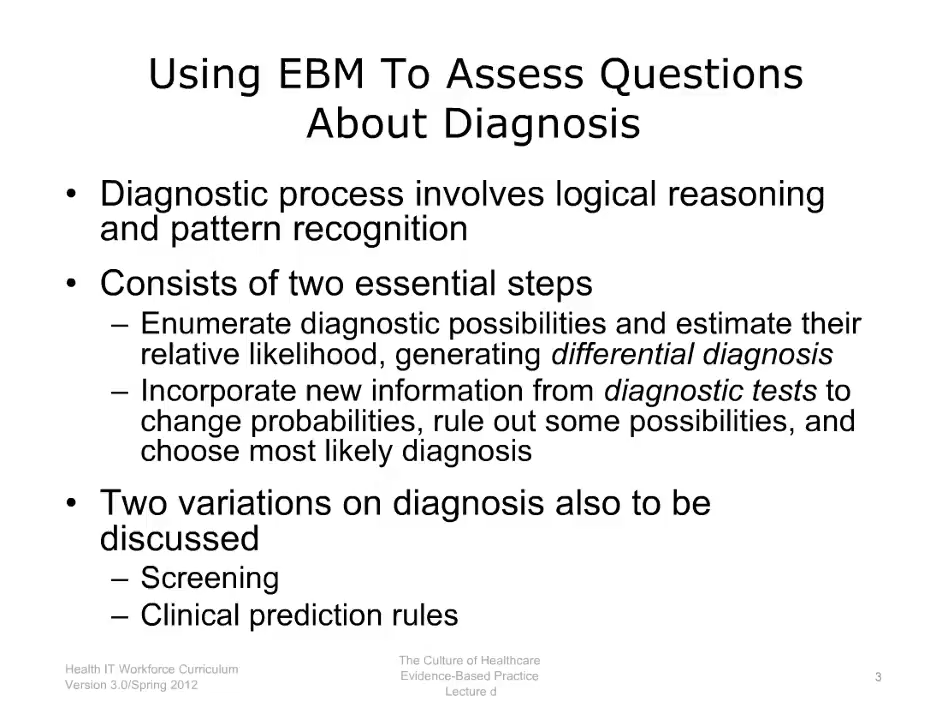 Using EBM To Assess Questions
About Diagnosis
• Diagnostic process involves logical reasoning
and pattern recognition
• Consists of two essential steps
– Enumerate diagnostic possibilities and estimate their
relative likelihood, generating differential diagnosis
– Incorporate new information from diagnostic tests to
change probabilities, rule out some possibilities, and
choose most likely diagnosis
• Two variations on diagnosis also to be
discussed
– Screening
– Clinical prediction rules
Health IT Workforce Curriculum
Version 3.0/Spring 2012
The Culture of Healthcare
Evidence-Based Practice
Lecture d
3